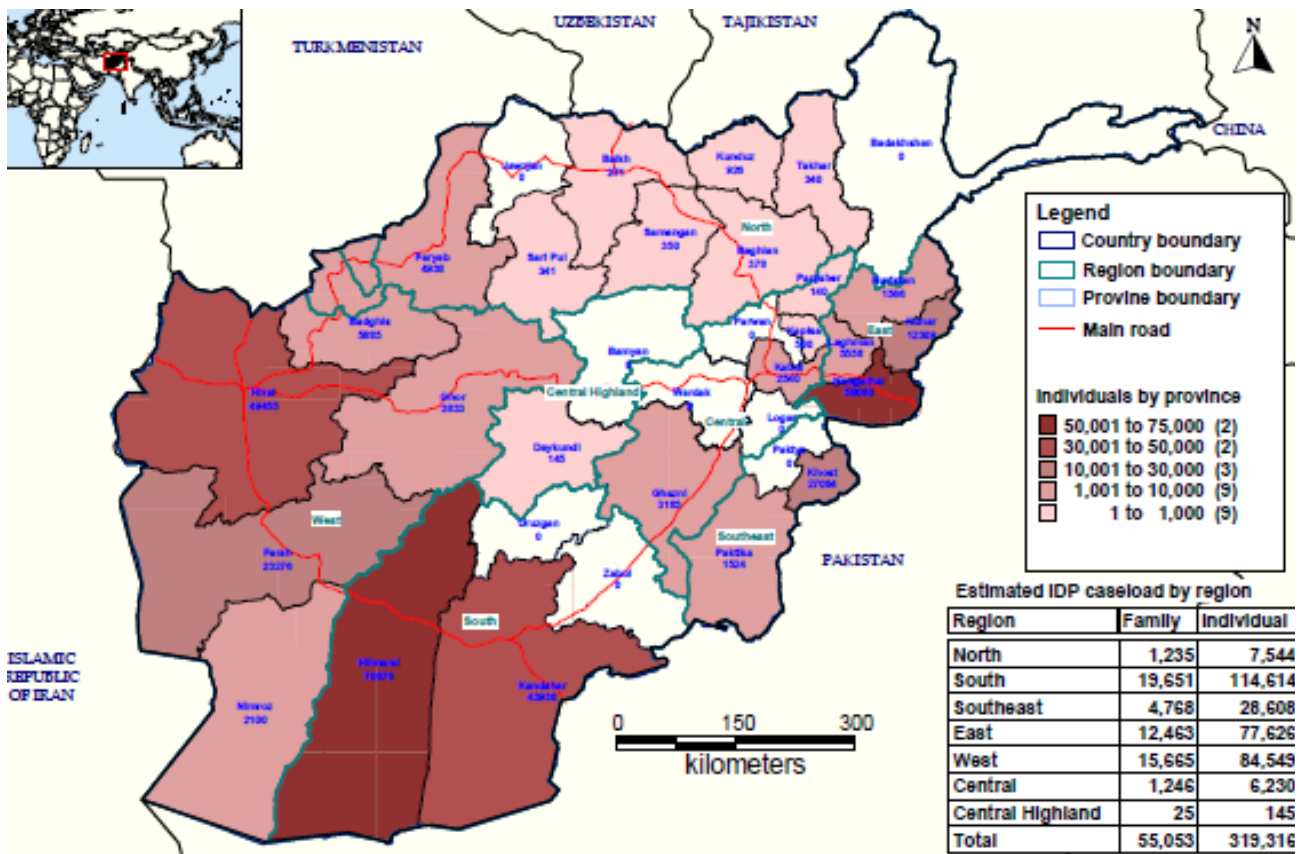 UZBEKISTAN
TAJIKISTAN
TURKMENISTAN
N
CHINA
Badakhshan
0
Jawzjan
0
Balkh
Kunduz
Takhar
340
North
Samangan
350
Baghlan
370
Sari Pul
341
Faryab
4938
Panjsher
140
Badghis
Parwan
0
East
Laghman
Bamyan
Kabul
Hirat
49455
Ghor
Central Highland
Wardak
Central
Logar
Paktya
0
Khost
Daykundi
145
Ghazni
Uruzgan
0
Southeast
Paktika
1524
West
Farah
23276
Zabul
0
PAKISTAN
South
Hilmand
Kandahar
Nimroz
2100
ISLAMIC
REPUBLIC
OF IRAN
0 150 300
kilometers
Legend
Country boundary
Region boundary
Provine boundary
Main road
Individuals by province
50,001 to 75,000 (2)
30,001 to 50,000 (2)
10,001 to 30,000 (3)
1,001 to 10,000 (9)
1 to 1,000 (9)
Estimated IDP caseload by region
Region Family Individual
North 1,235 7,544
South 19,651 114,614
Southeast 4,768 28,608
East 12,463 77,626
West 15,665 84,549
Central 1,246 6,230
Central Highland 25 145
Total 55,053 319,316